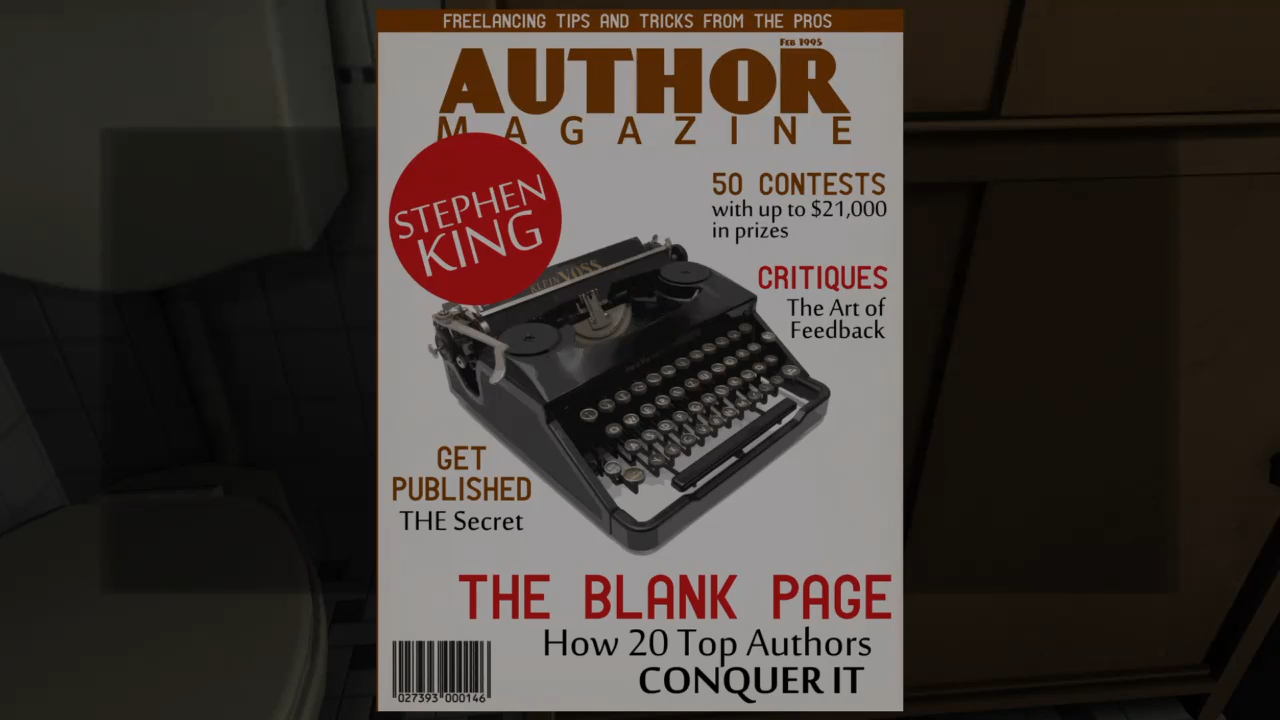 FREELANCING TIPS AND TRICKS FROM THE PROS
FEB 1995
AUTHOR
MAGAZINE
STEPHEN
KING
50 CONTESTS
with up to $21,000
in prizes
KLEIN VOSS
CRITIQUES
The Art of
Feedback
GET
PUBLISHED
THE Secret
THE BLANK PAGE
How 20 Top Authors
CONQUER IT
027393 000146